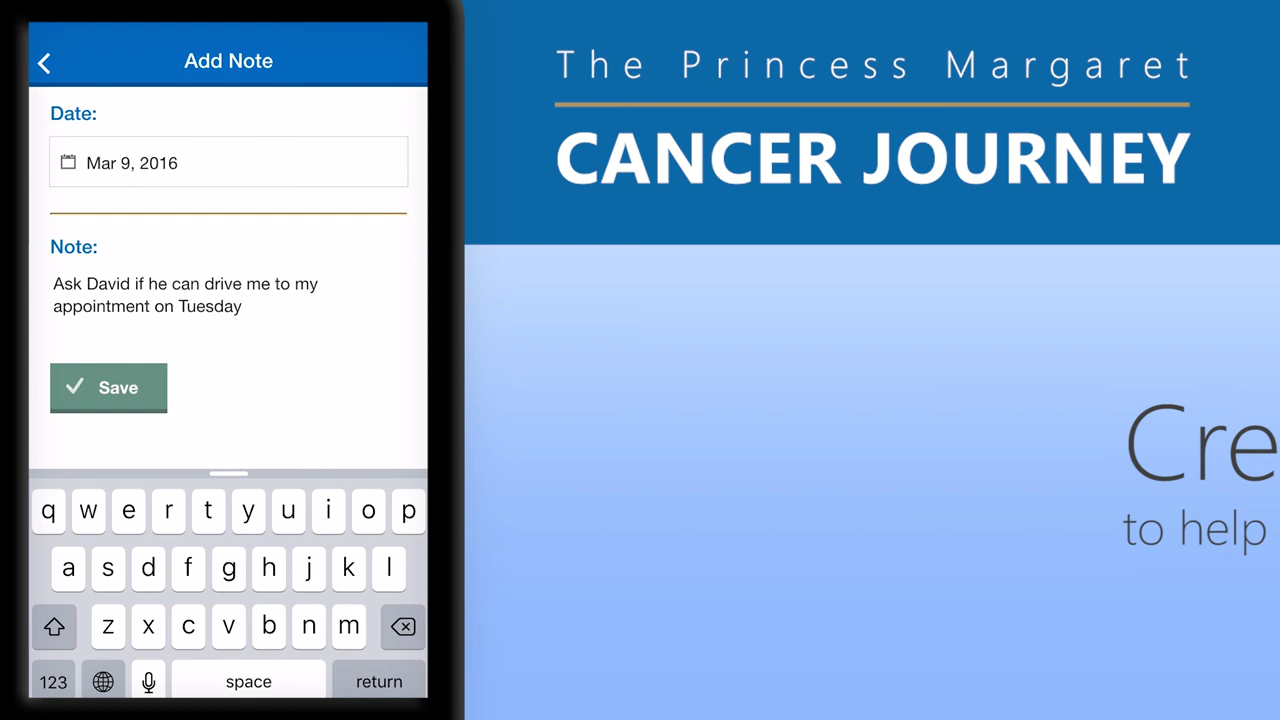 Add Note
Date:
Mar 9, 2016
Note:
Ask David if he can drive me to my
appointment on Tuesday
Save
q w e r t y u i o p
a s d f g h j k l
z x c v b n m
123 space return
The Princess Margaret
CANCER JOURNEY
Cre
to help